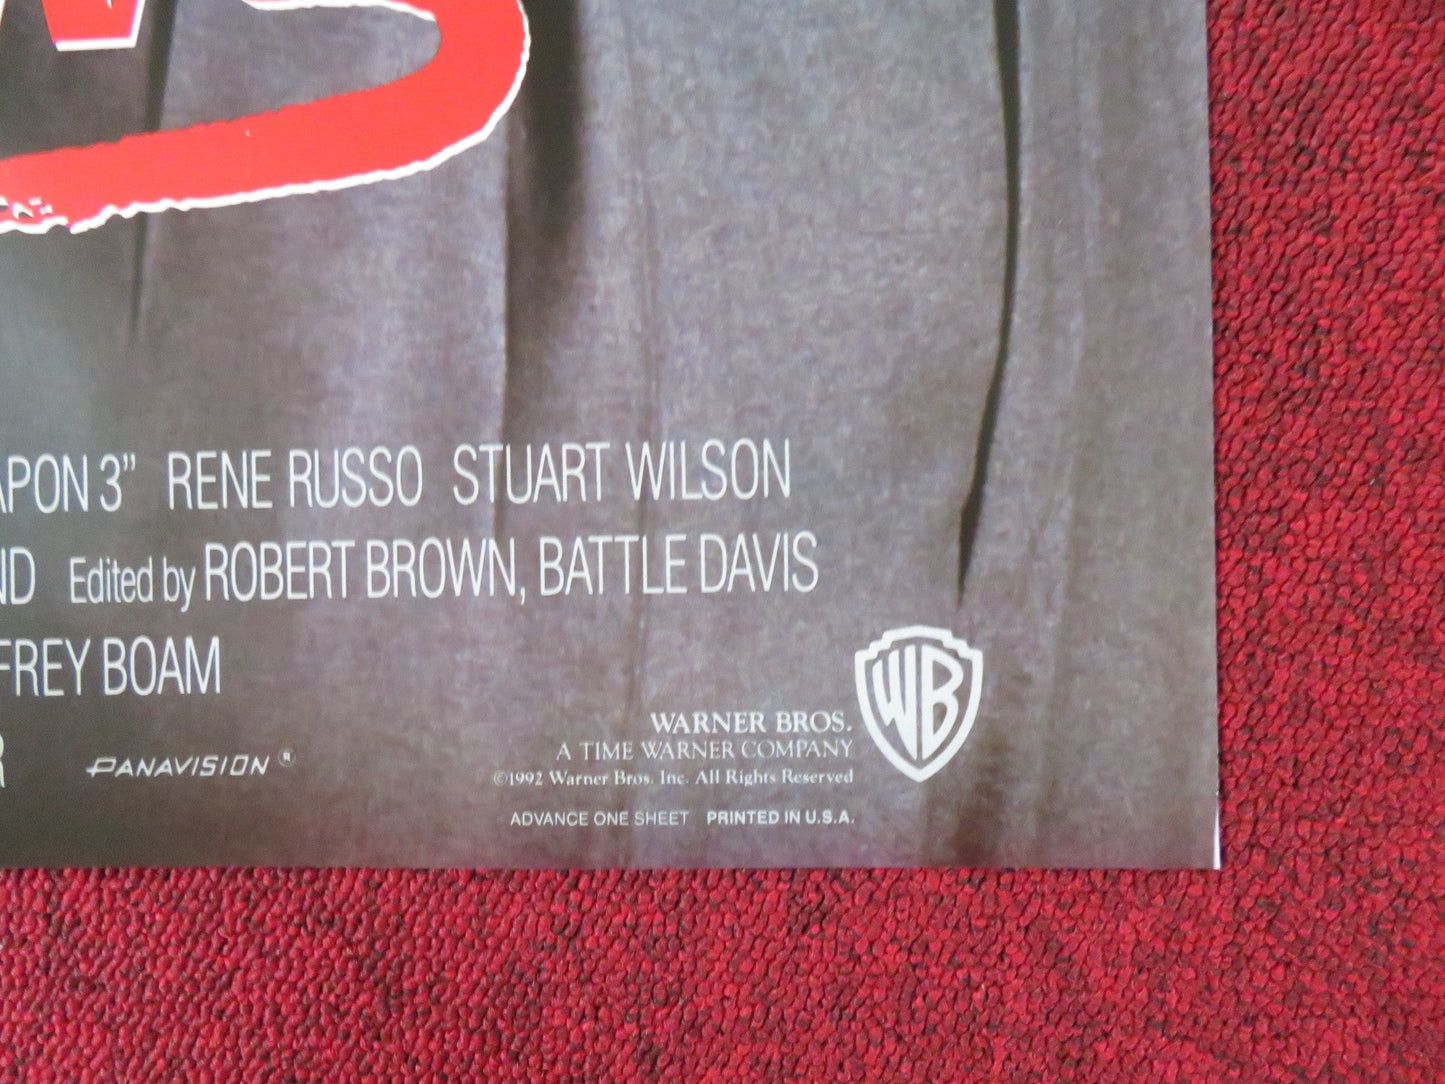 APON 3" RENE RUSSO STUART WILSON
ND Edited by ROBERT BROWN, BATTLE DAVIS
FREY BOAM
R PANAVISION ®
WARNER BROS.
A TIME WARNER COMPANY
©1992 Warner Bros. Inc. All Rights Reserved
ADVANCE ONE SHEET PRINTED IN U.S.A.
WB